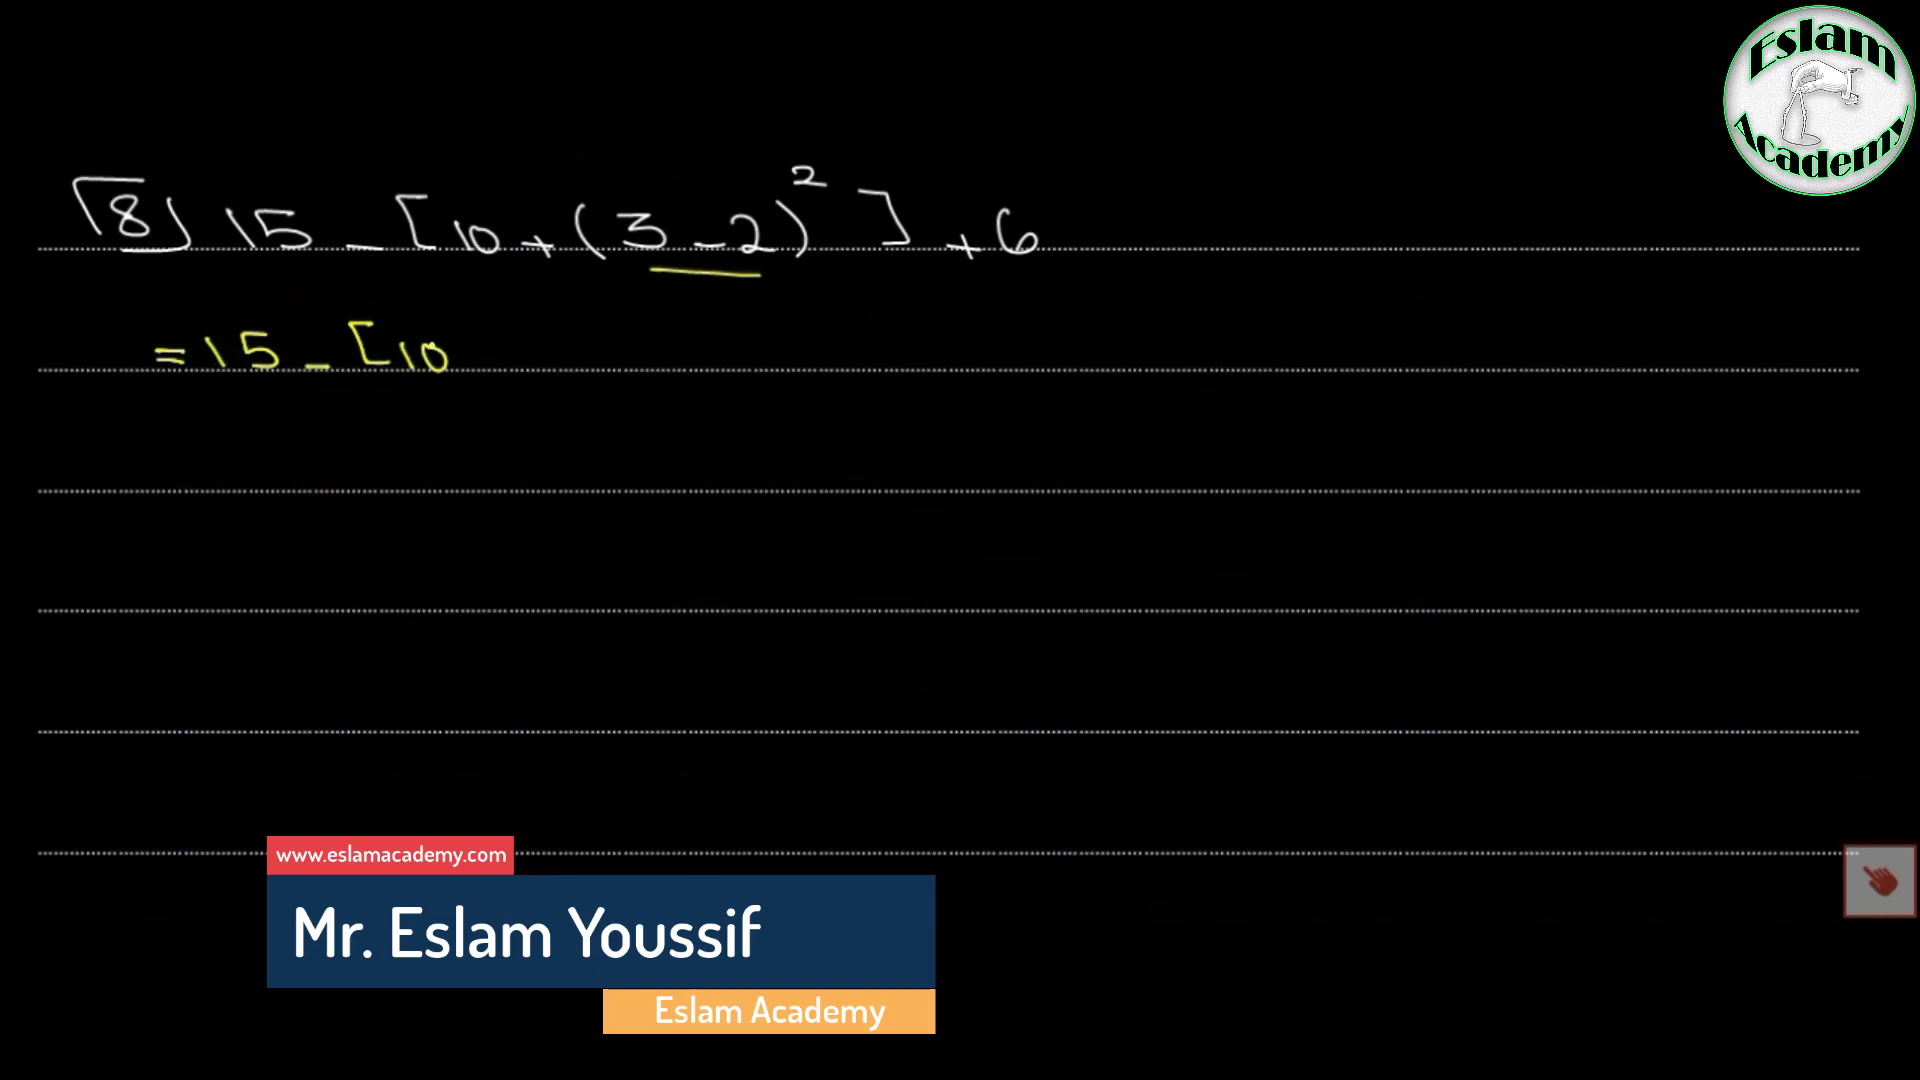 Eslam
Academy
[8] 15 - [10 + (3 - 2)² ] + 6
= 15 - [10
www.eslamacademy.com
Mr. Eslam Youssif
Eslam Academy